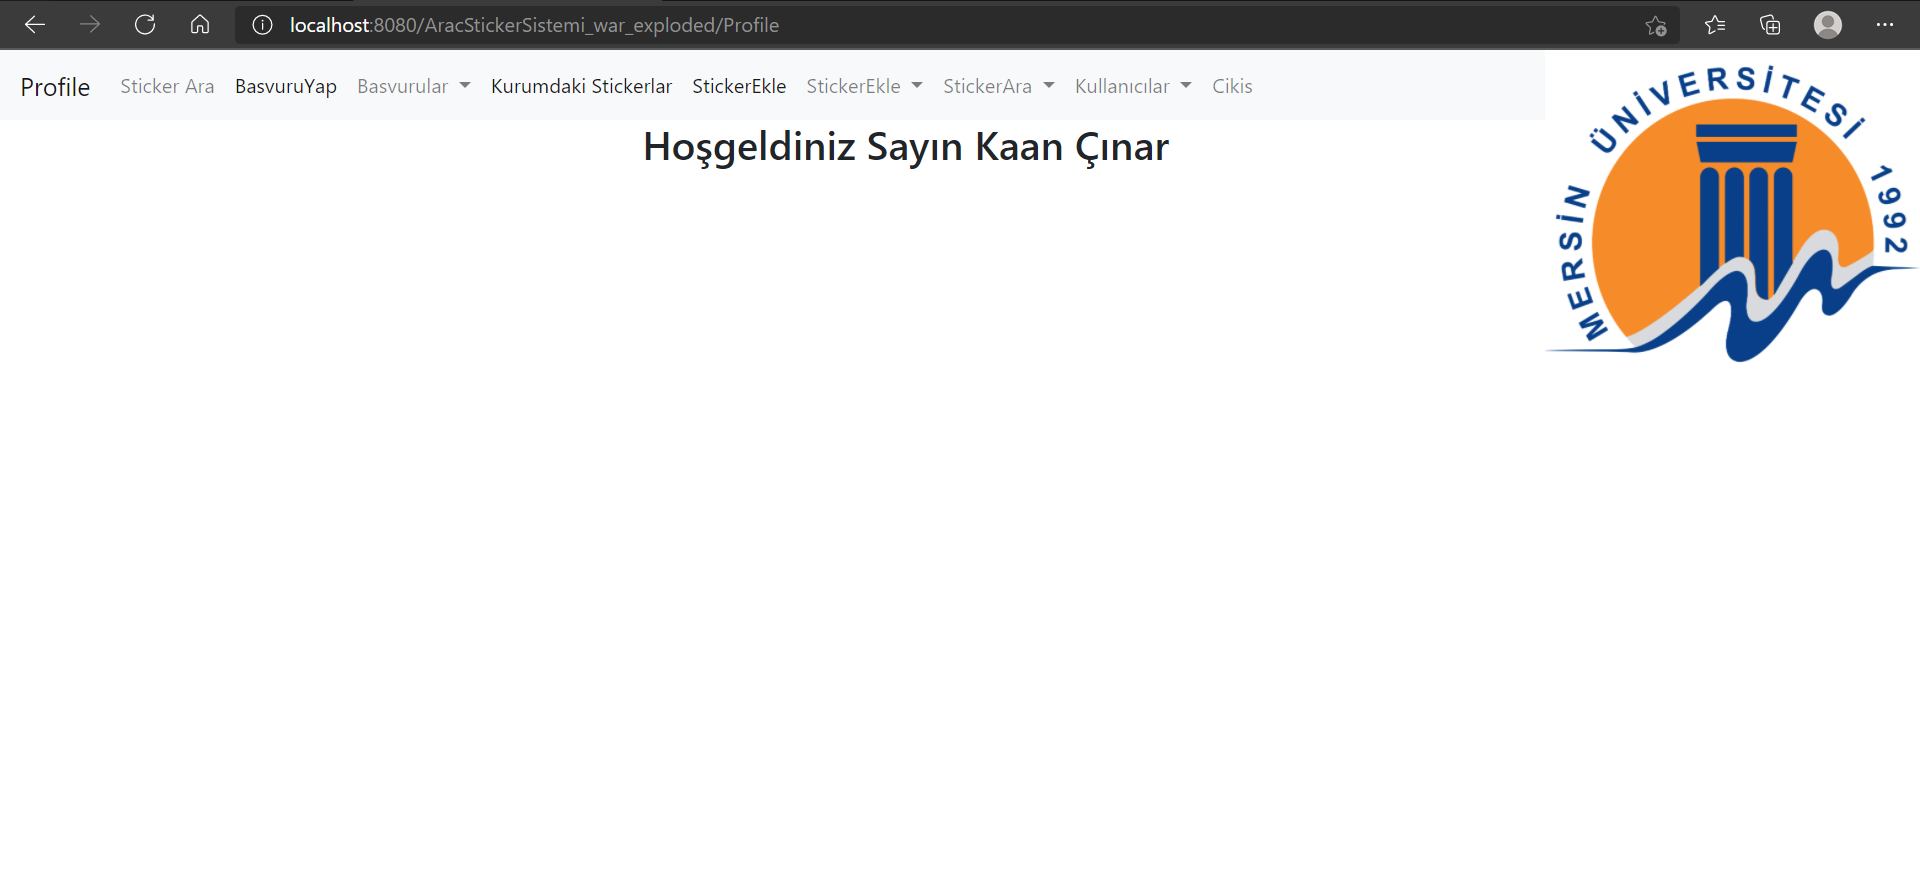 localhost:8080/AracStickerSistemi_war_exploded/Profile
Profile Sticker Ara BasvuruYap Basvurular Kurumdaki Stickerlar StickerEkle StickerEkle StickerAra Kullanıcılar Cikis
Hoşgeldiniz Sayın Kaan Çınar
MERSİN ÜNİVERSİTESİ 1992